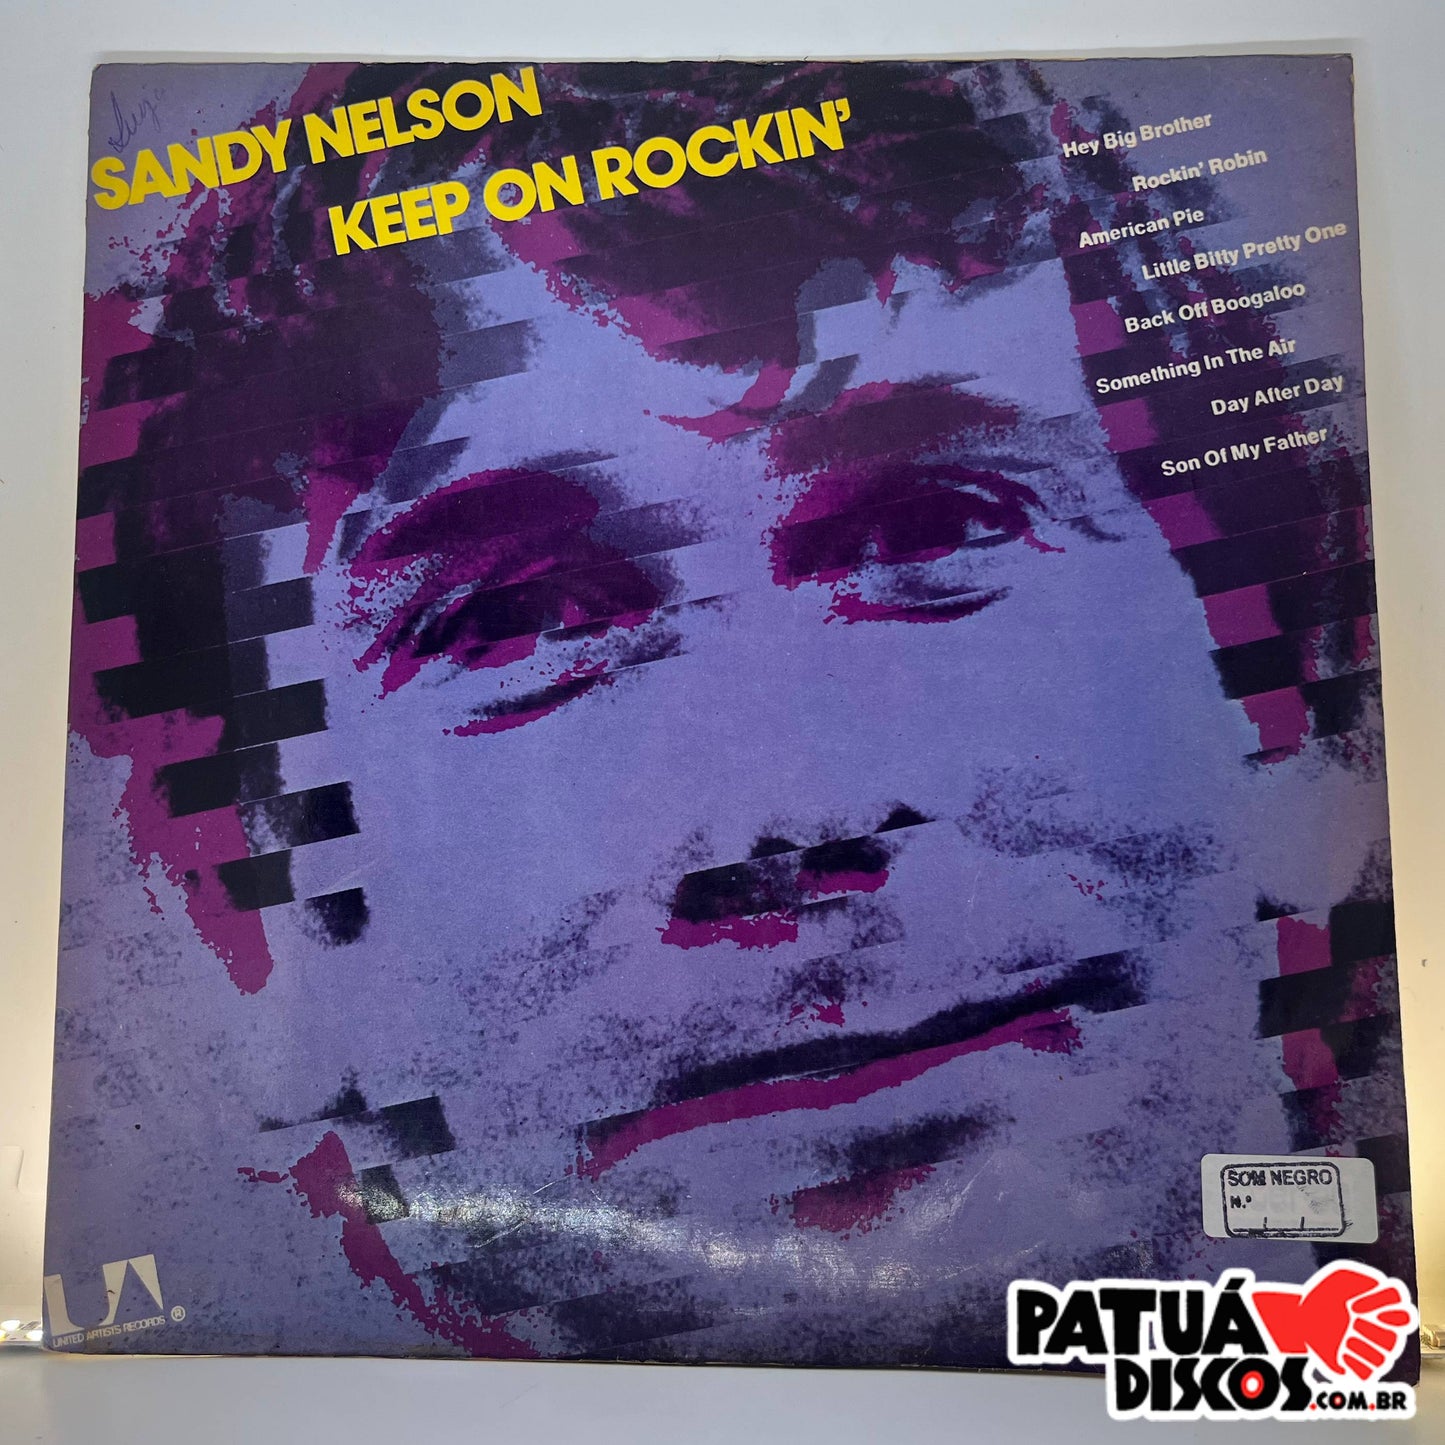 SANDY NELSON
KEEP ON ROCKIN'
Hey Big Brother
Rockin' Robin
American Pie
Little Bitty Pretty One
Back Off Boogaloo
Something In The Air
Day After Day
Son Of My Father
SOM NEGRO
N.º
UA
UNITED ARTISTS RECORDS ®
PATUÁ
DISCOS.COM.BR